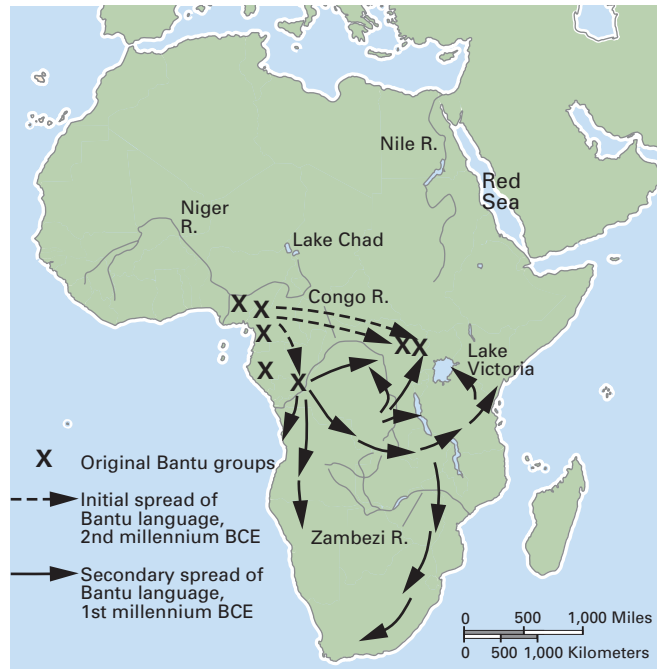 Nile R.
Red
Sea
Niger
R.
Lake Chad
Congo R.
X
X
X
X X
Lake
Victoria
X
X
X Original Bantu groups
Initial spread of
Bantu language,
2nd millennium BCE
Zambezi R.
Secondary spread of
Bantu language,
1st millennium BCE
0 500 1,000 Miles
0 500 1,000 Kilometers